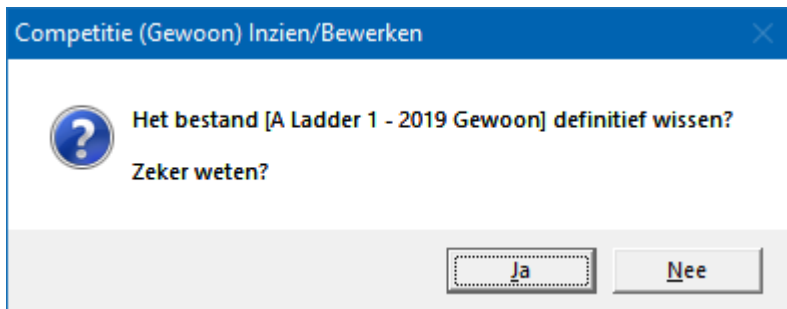 Competitie (Gewoon) Inzien/Bewerken
Het bestand [A Ladder 1 - 2019 Gewoon] definitief wissen?
Zeker weten?
Ja
Nee